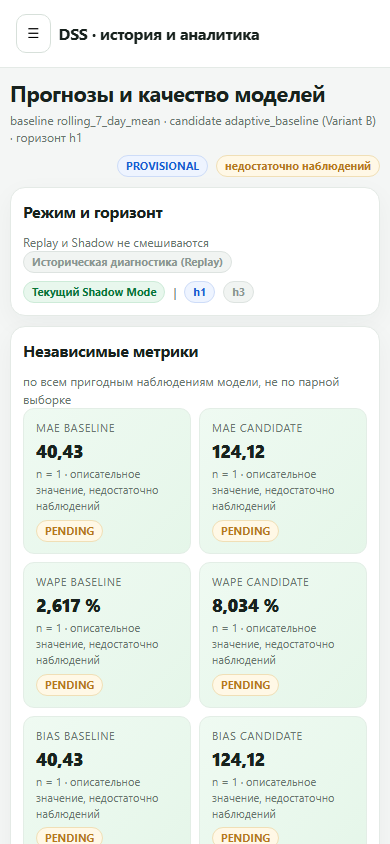 ☰ DSS · история и аналитика
Прогнозы и качество моделей
baseline rolling_7_day_mean · candidate adaptive_baseline (Variant B)
· горизонт h1
PROVISIONAL недостаточно наблюдений
Режим и горизонт
Replay и Shadow не смешиваются
Историческая диагностика (Replay)
Текущий Shadow Mode | h1 h3
Независимые метрики
по всем пригодным наблюдениям модели, не по парной
выборке
MAE BASELINE
40,43
n = 1 · описательное
значение, недостаточно
наблюдений
PENDING
MAE CANDIDATE
124,12
n = 1 · описательное
значение, недостаточно
наблюдений
PENDING
WAPE BASELINE
2,617 %
n = 1 · описательное
значение, недостаточно
наблюдений
PENDING
WAPE CANDIDATE
8,034 %
n = 1 · описательное
значение, недостаточно
наблюдений
PENDING
BIAS BASELINE
40,43
n = 1 · описательное
значение, недостаточно
наблюдений
PENDING
BIAS CANDIDATE
124,12
n = 1 · описательное
значение, недостаточно
наблюдений
PENDING